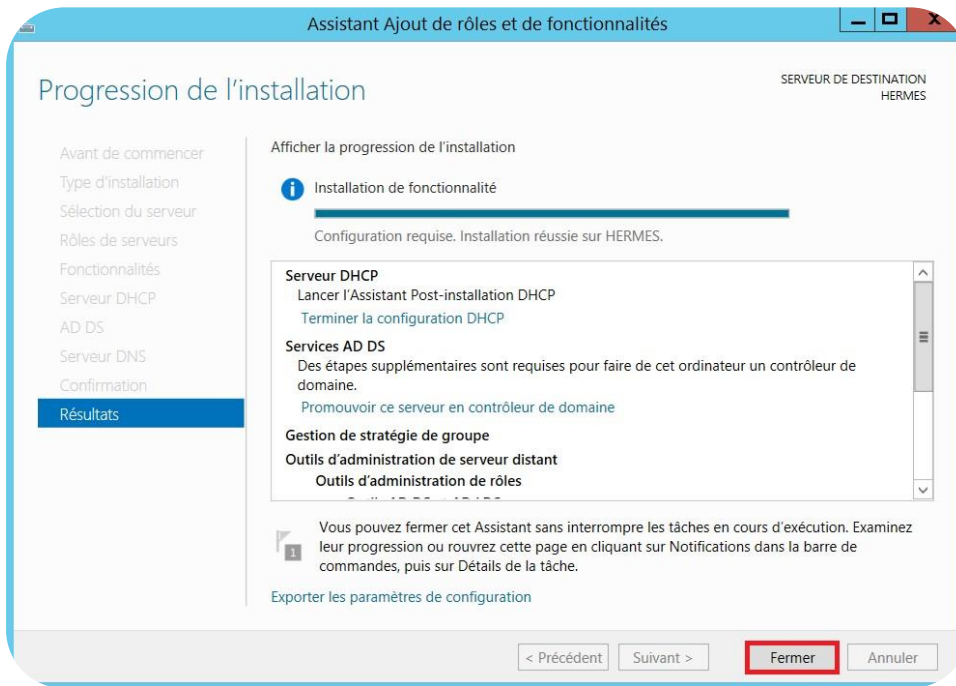 Assistant Ajout de rôles et de fonctionnalités
Progression de l'installation
SERVEUR DE DESTINATION
HERMES
Avant de commencer
Type d'installation
Sélection du serveur
Rôles de serveurs
Fonctionnalités
Serveur DHCP
AD DS
Serveur DNS
Confirmation
Résultats
Afficher la progression de l'installation
Installation de fonctionnalité
Configuration requise. Installation réussie sur HERMES.
Serveur DHCP
Lancer l'Assistant Post-installation DHCP
Terminer la configuration DHCP
Services AD DS
Des étapes supplémentaires sont requises pour faire de cet ordinateur un contrôleur de
domaine.
Promouvoir ce serveur en contrôleur de domaine
Gestion de stratégie de groupe
Outils d'administration de serveur distant
Outils d'administration de rôles
1
Vous pouvez fermer cet Assistant sans interrompre les tâches en cours d'exécution. Examinez
leur progression ou rouvrez cette page en cliquant sur Notifications dans la barre de
commandes, puis sur Détails de la tâche.
Exporter les paramètres de configuration
< Précédent
Suivant >
Fermer
Annuler